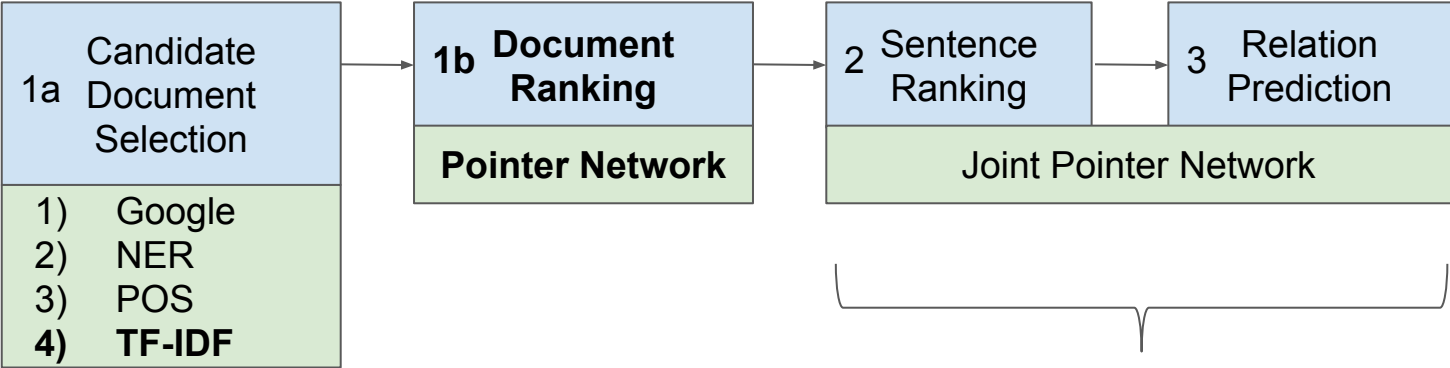 1a
Candidate
Document
Selection
1) Google
2) NER
3) POS
4) TF-IDF
1b Document
Ranking
Pointer Network
2 Sentence
Ranking
3 Relation
Prediction
Joint Pointer Network